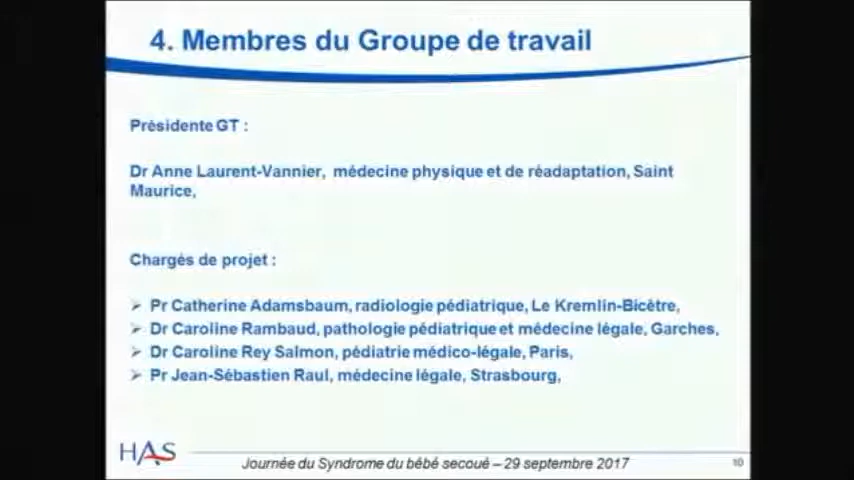 4. Membres du Groupe de travail
Présidente GT :
Dr Anne Laurent-Vannier, médecine physique et de réadaptation, Saint
Maurice,
Chargés de projet :
➢ Pr Catherine Adamsbaum, radiologie pédiatrique, Le Kremlin-Bicêtre,
➢ Dr Caroline Rambaud, pathologie pédiatrique et médecine légale, Garches,
➢ Dr Caroline Rey Salmon, pédiatrie médico-légale, Paris,
➢ Pr Jean-Sébastien Raul, médecine légale, Strasbourg,
HAS
Journée du Syndrome du bébé secoué – 29 septembre 2017
10